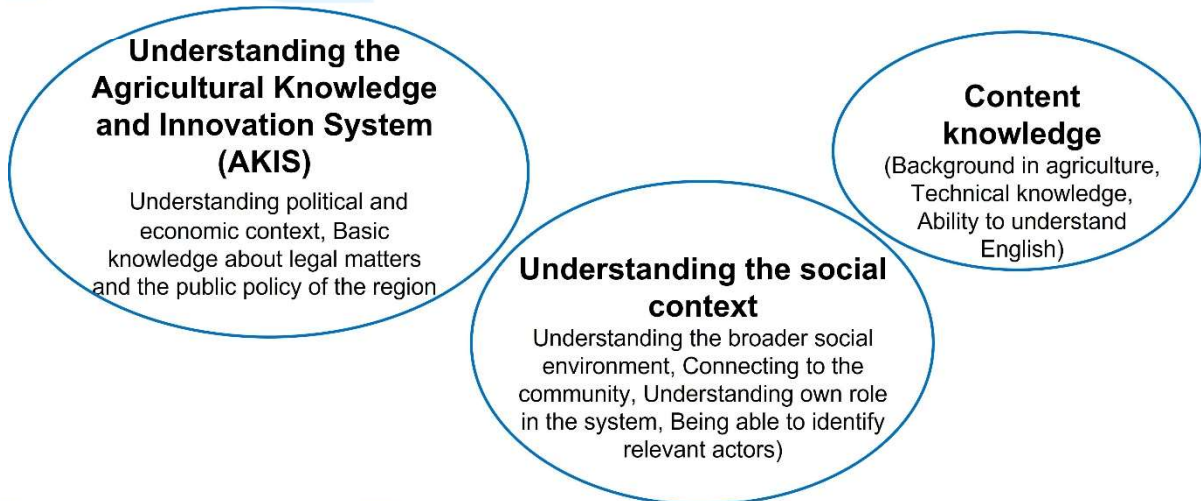 Understanding the
Agricultural Knowledge
and Innovation System
(AKIS)
Understanding political and
economic context, Basic
knowledge about legal matters
and the public policy of the region
Understanding the social
context
Understanding the broader social
environment, Connecting to the
community, Understanding own role
in the system, Being able to identify
relevant actors)
Content
knowledge
(Background in agriculture,
Technical knowledge,
Ability to understand
English)